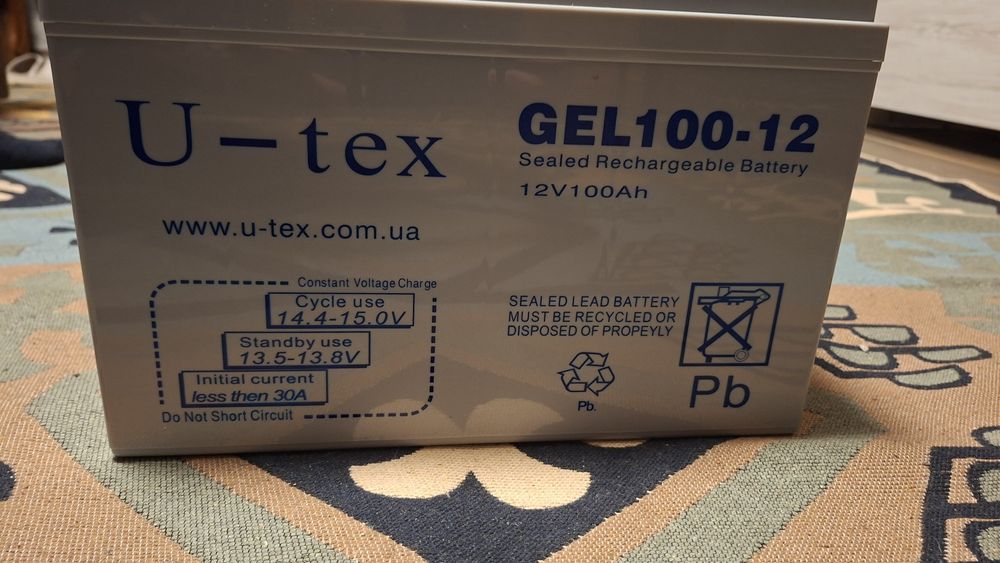 U-tex
GEL100-12
Sealed Rechargeable Battery
12V100Ah
www.u-tex.com.ua
Constant Voltage Charge
Cycle use
14.4-15.0V
Standby use
13.5-13.8V
Initial current
less then 30A
Do Not Short Circuit
SEALED LEAD BATTERY
MUST BE RECYCLED OR
DISPOSED OF PROPEYLY
Pb.
Pb